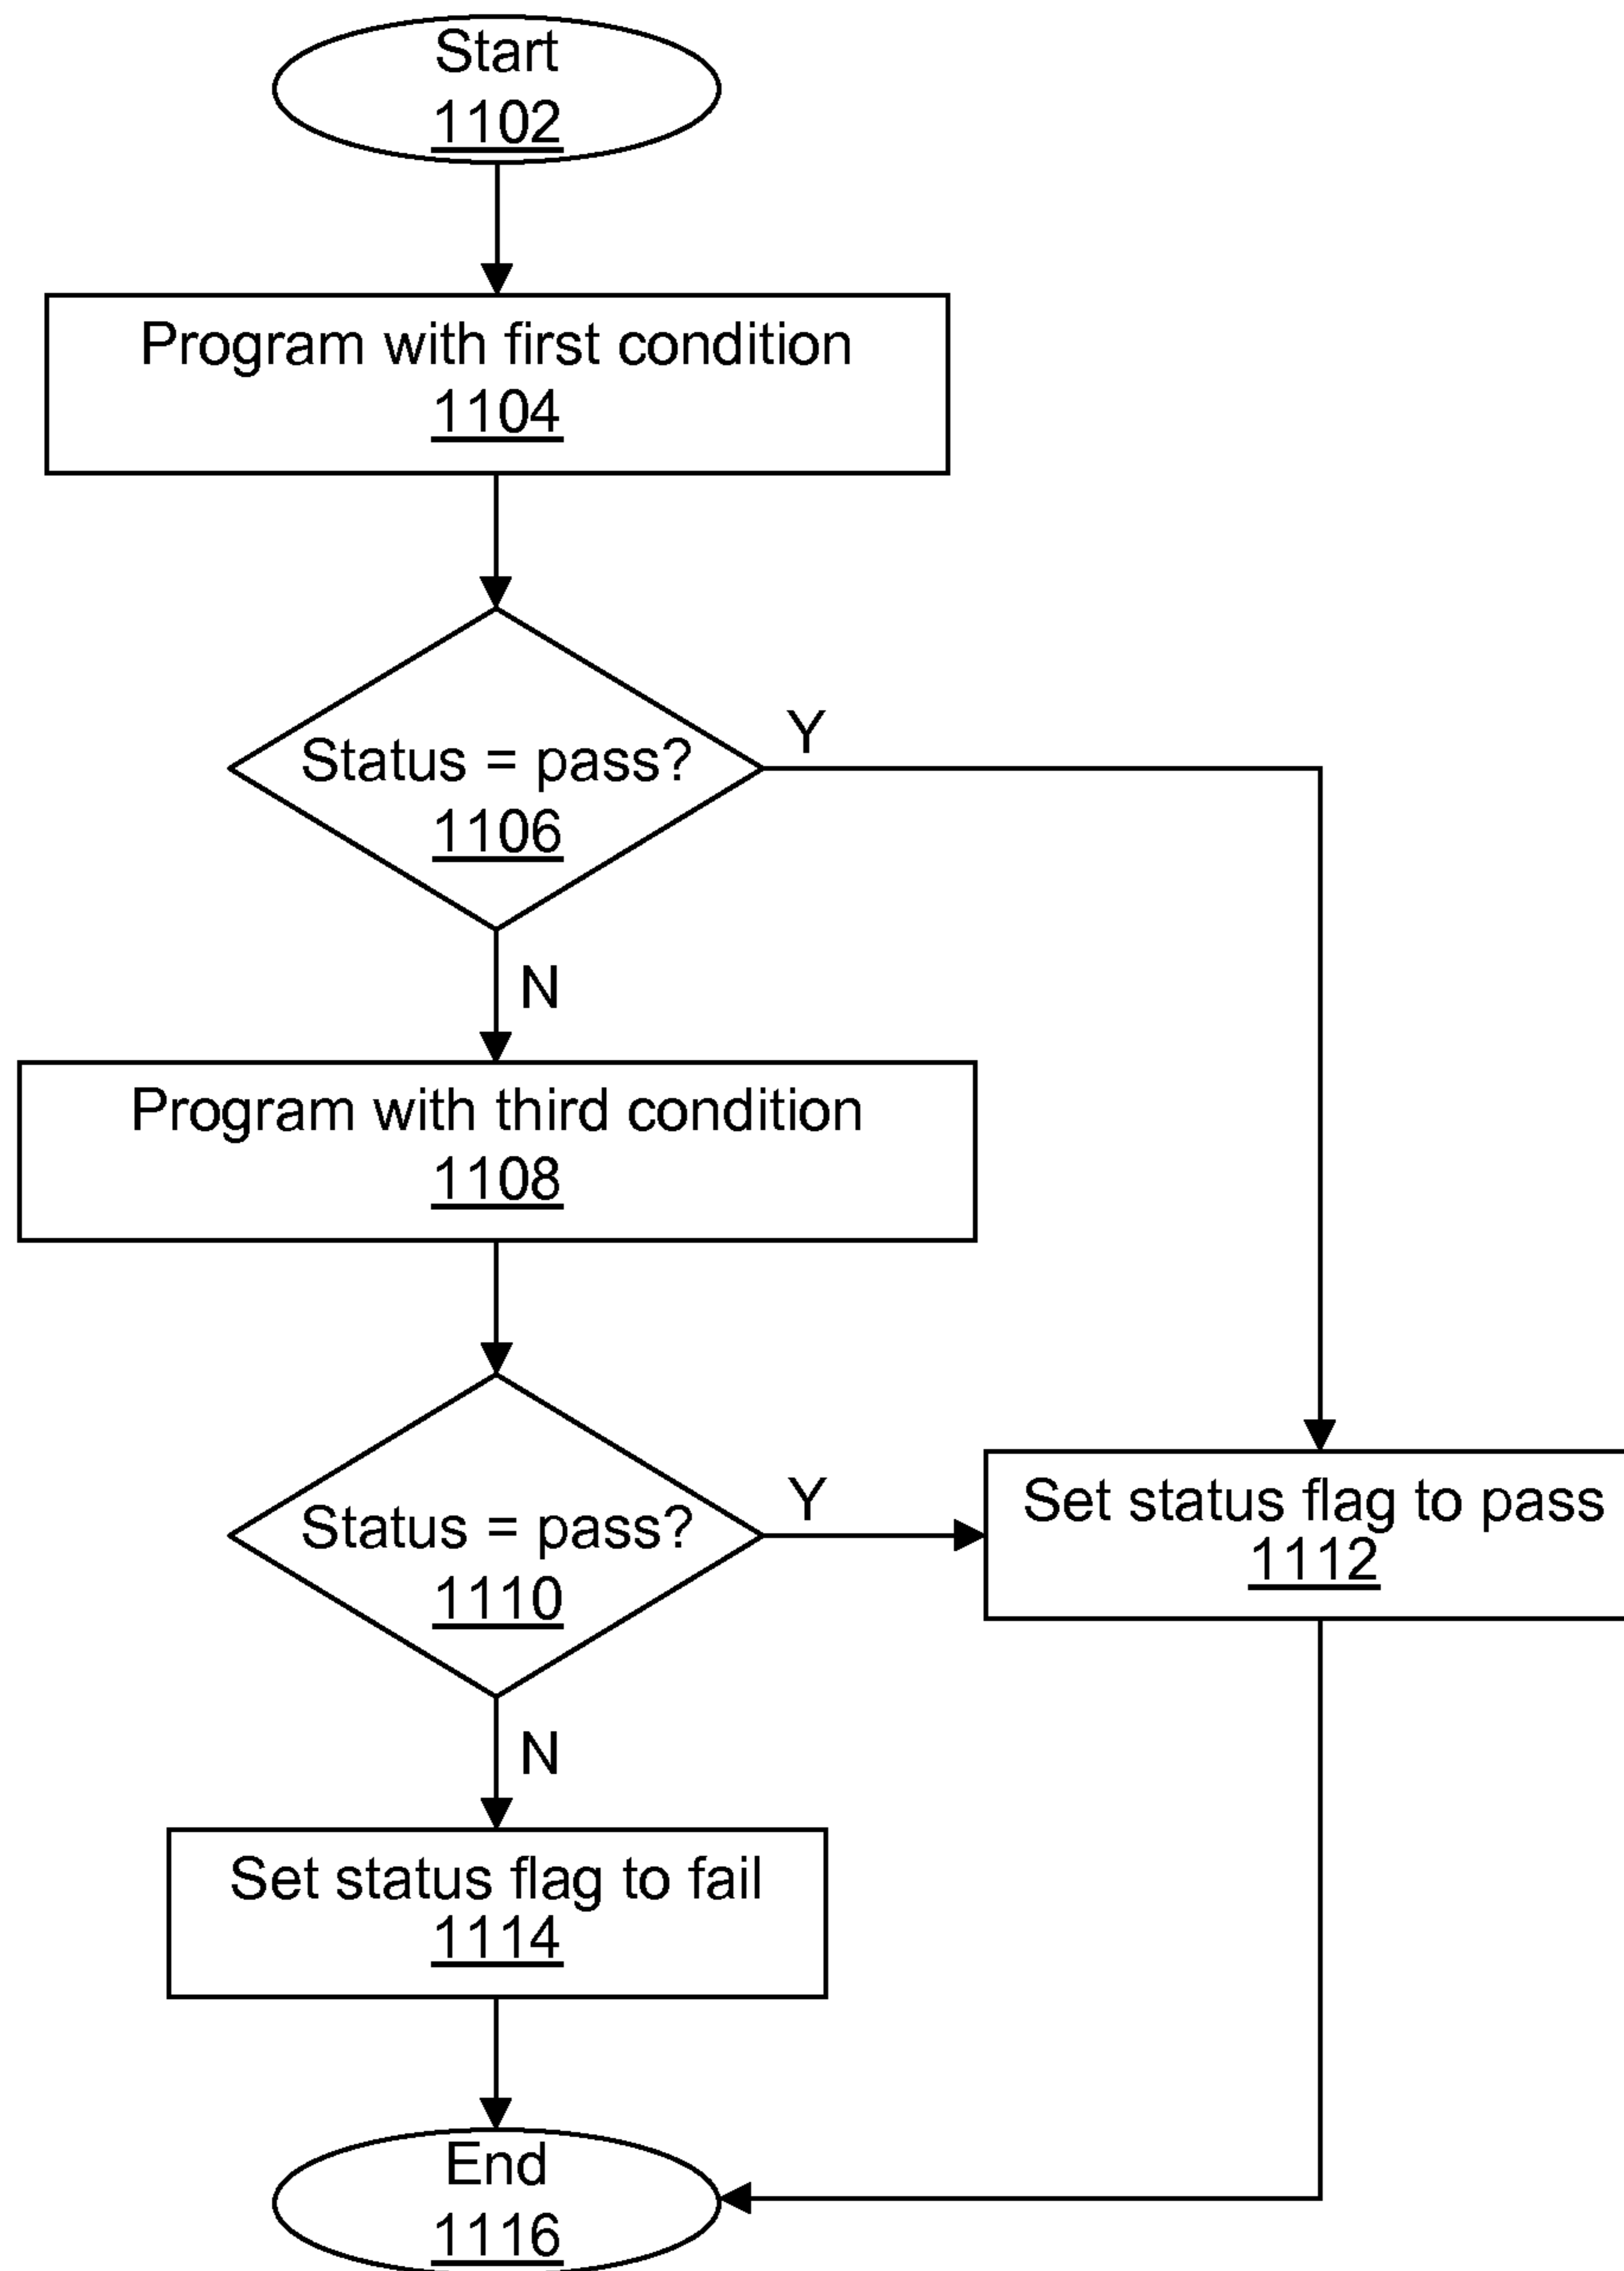 Start
1102
Program with first condition
1104
Status = pass?
1106
Y
N
Program with third condition
1108
Status = pass?
1110
Y
Set status flag to pass
1112
N
Set status flag to fail
1114
End
1116